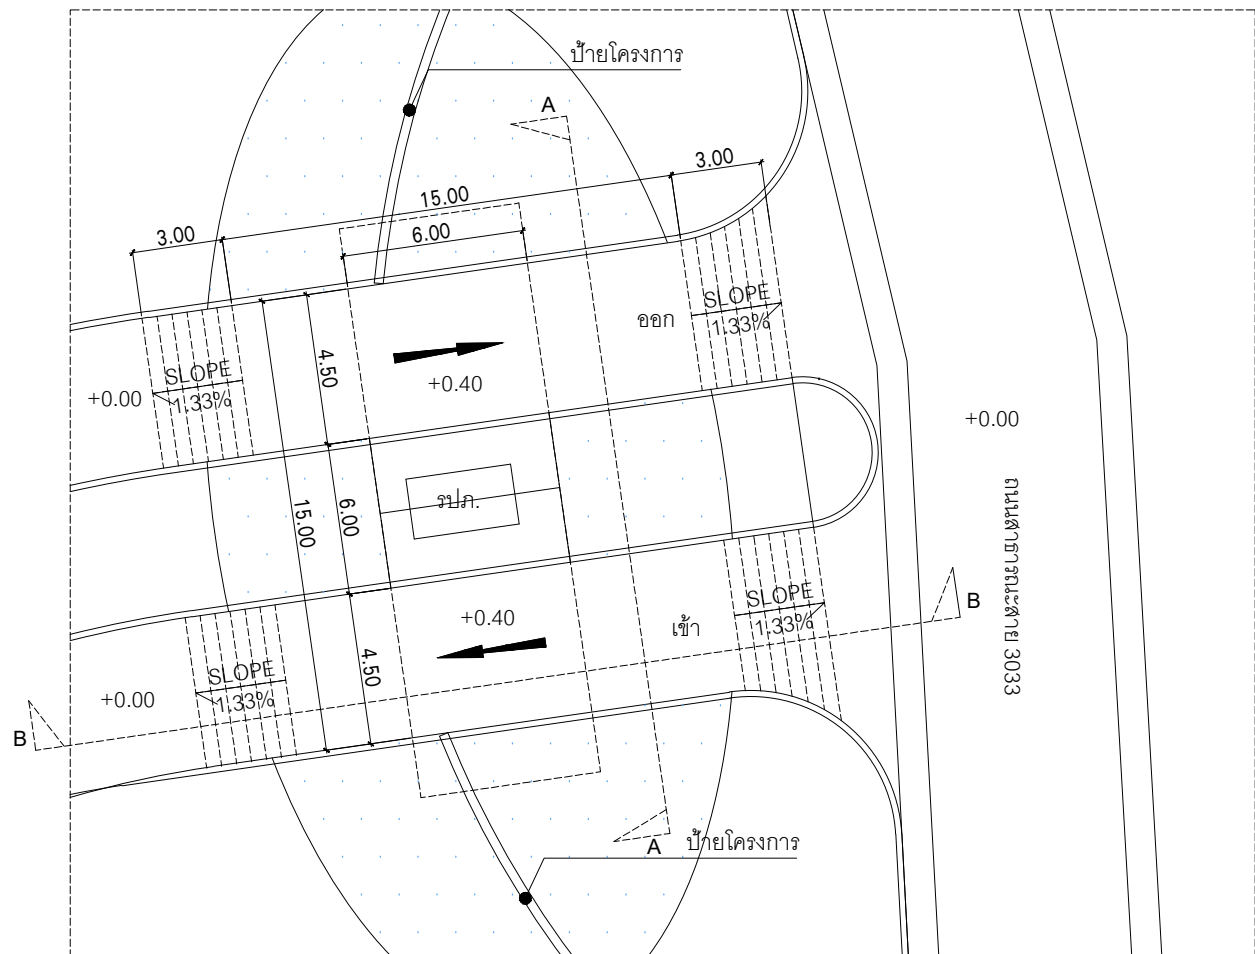 ป้ายโครงการ
A
3.00
15.00
3.00
6.00
SLOPE
1.33%
ออก
4.50
+0.40
SLOPE
1.33%
+0.00
+0.00
รปภ.
15.00
6.00
ถนนสาธารณะสาย 3033
SLOPE
1.33%
B
+0.40
เข้า
4.50
SLOPE
1.33%
+0.00
B
ป้ายโครงการ
A